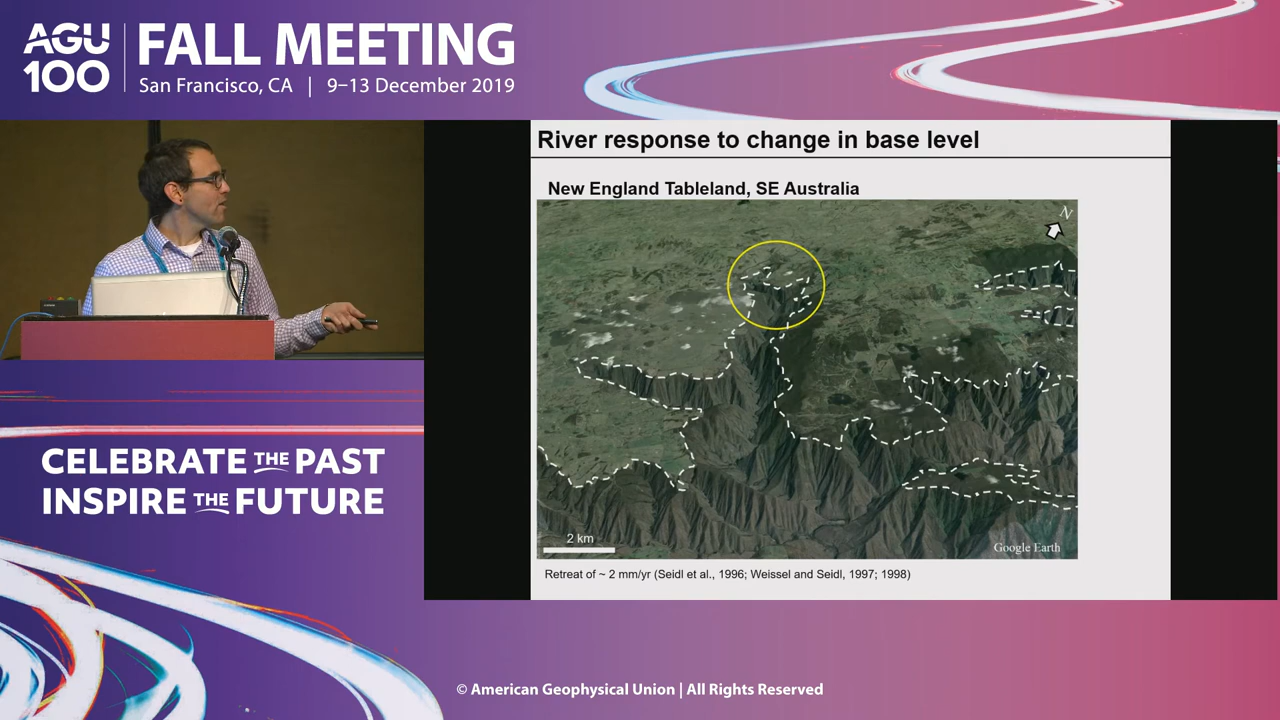 AGU
100
FALL MEETING
San Francisco, CA | 9–13 December 2019
River response to change in base level
New England Tableland, SE Australia
N
2 km
Google Earth
Retreat of ~ 2 mm/yr (Seidl et al., 1996; Weissel and Seidl, 1997; 1998)
CELEBRATE THE PAST
INSPIRE THE FUTURE
© American Geophysical Union | All Rights Reserved